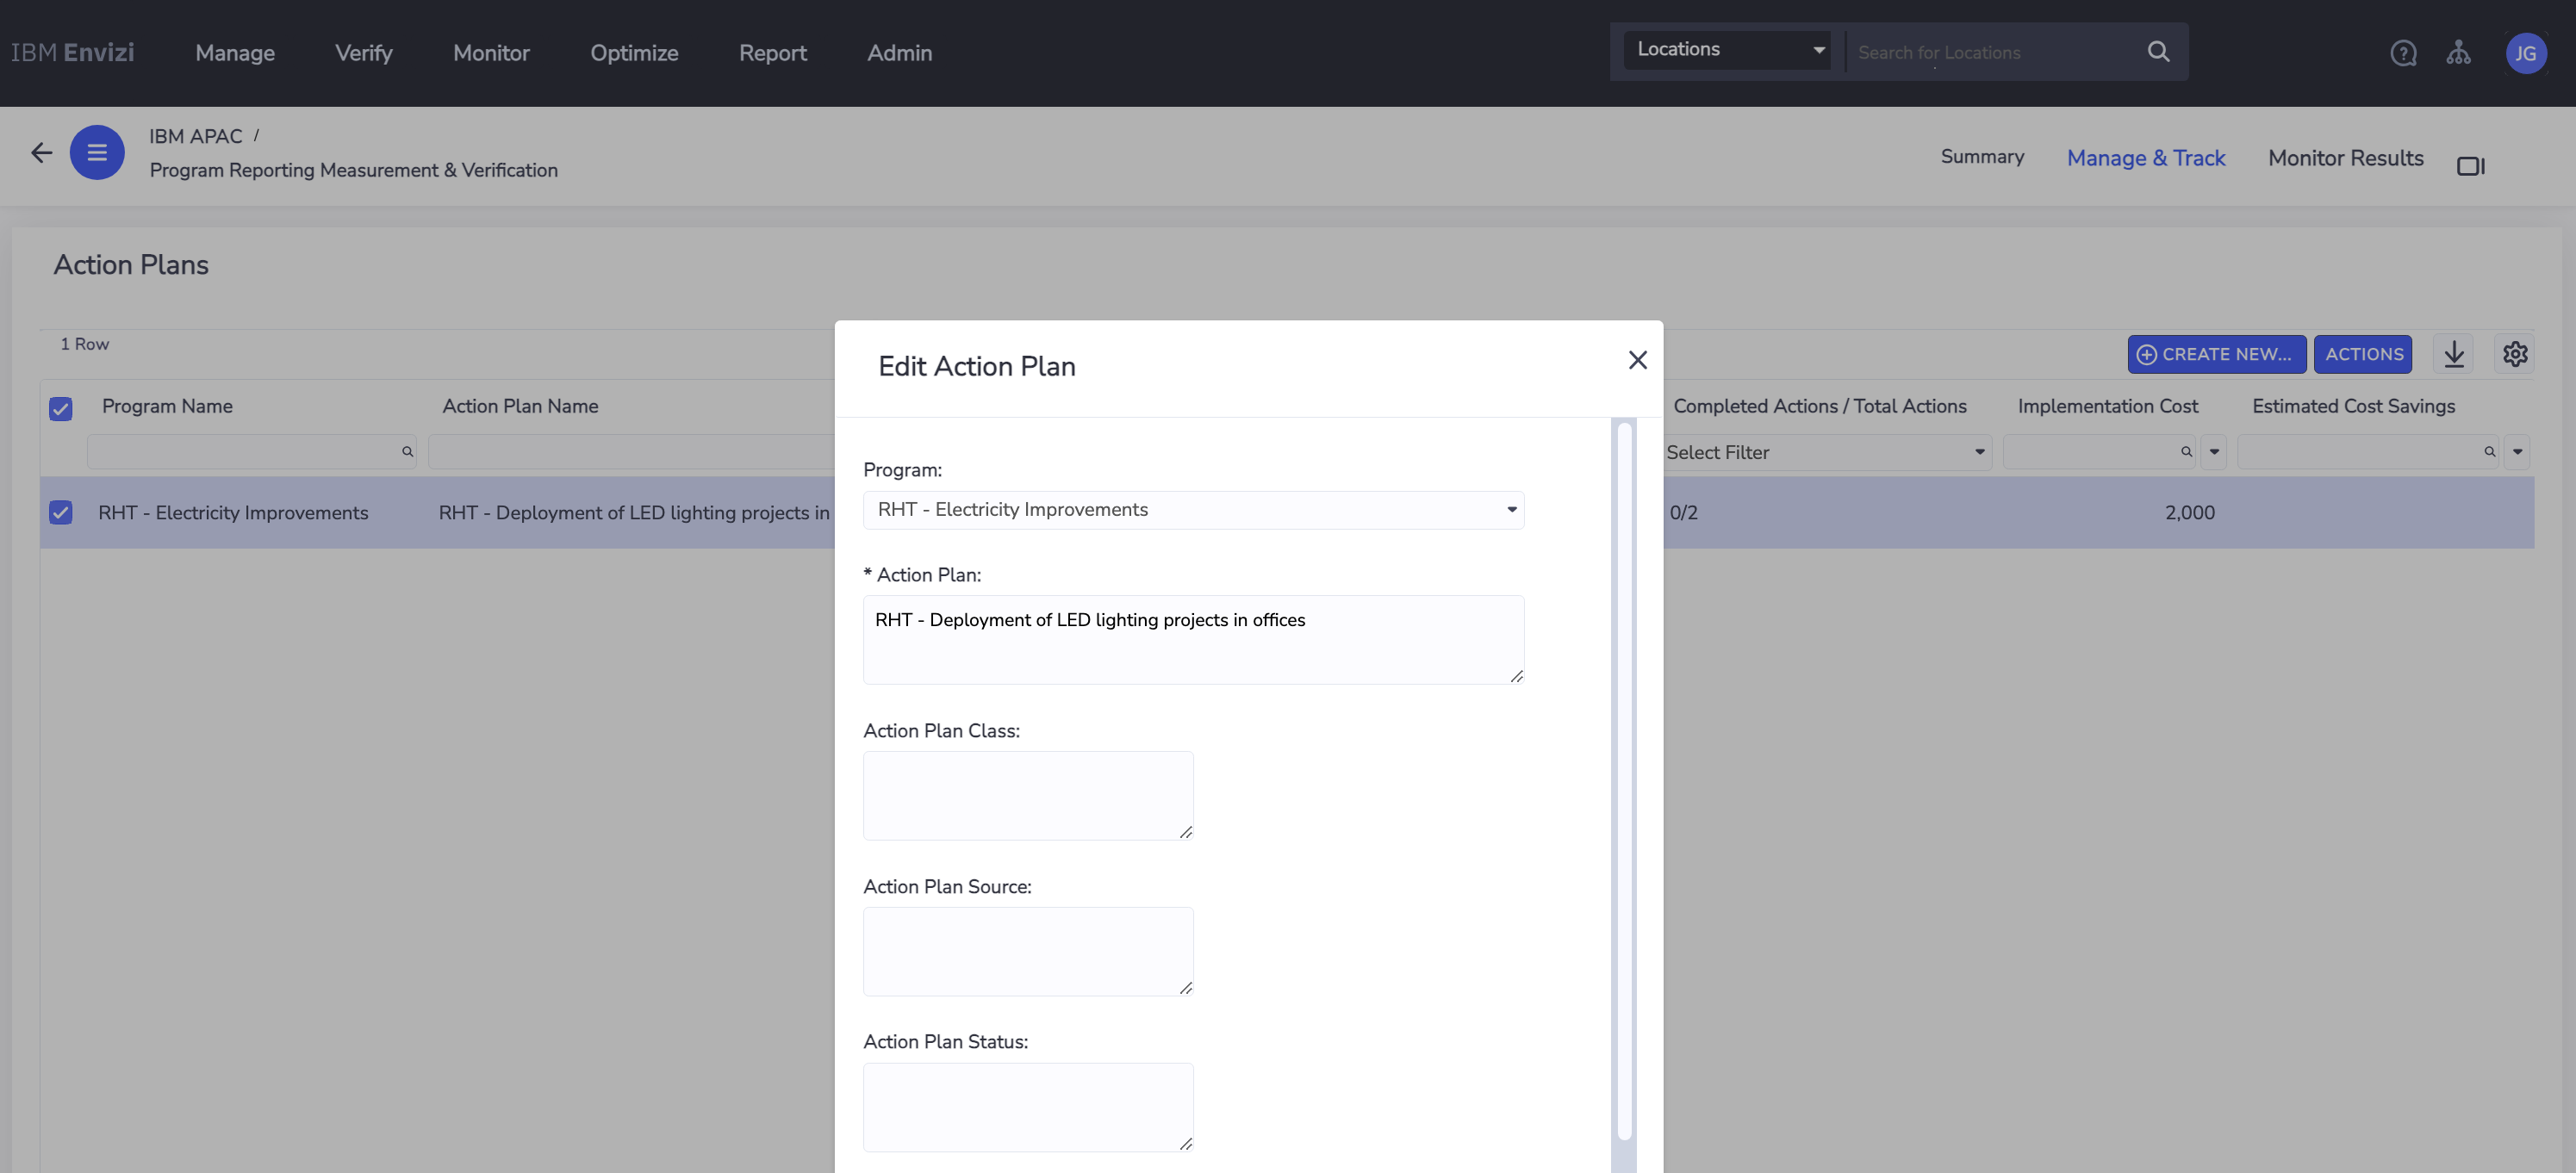 IBM Envizi Manage Verify Monitor Optimize Report Admin Locations Search for Locations JG
IBM APAC /
Program Reporting Measurement & Verification
Summary Manage & Track Monitor Results
Action Plans
1 Row
CREATE NEW... ACTIONS
Edit Action Plan
Program Name Action Plan Name Completed Actions / Total Actions Implementation Cost Estimated Cost Savings
Select Filter
RHT - Electricity Improvements RHT - Deployment of LED lighting projects in 0/2 2,000
Program:
RHT - Electricity Improvements
* Action Plan:
RHT - Deployment of LED lighting projects in offices
Action Plan Class:
Action Plan Source:
Action Plan Status: